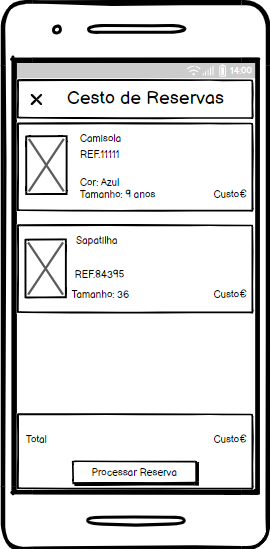 14:00
Cesto de Reservas
Camisola
REF.11111
Cor: Azul
Tamanho: 9 anos Custo€
Sapatilha
REF.84395
Tamanho: 36 Custo€
Total Custo€
Processar Reserva